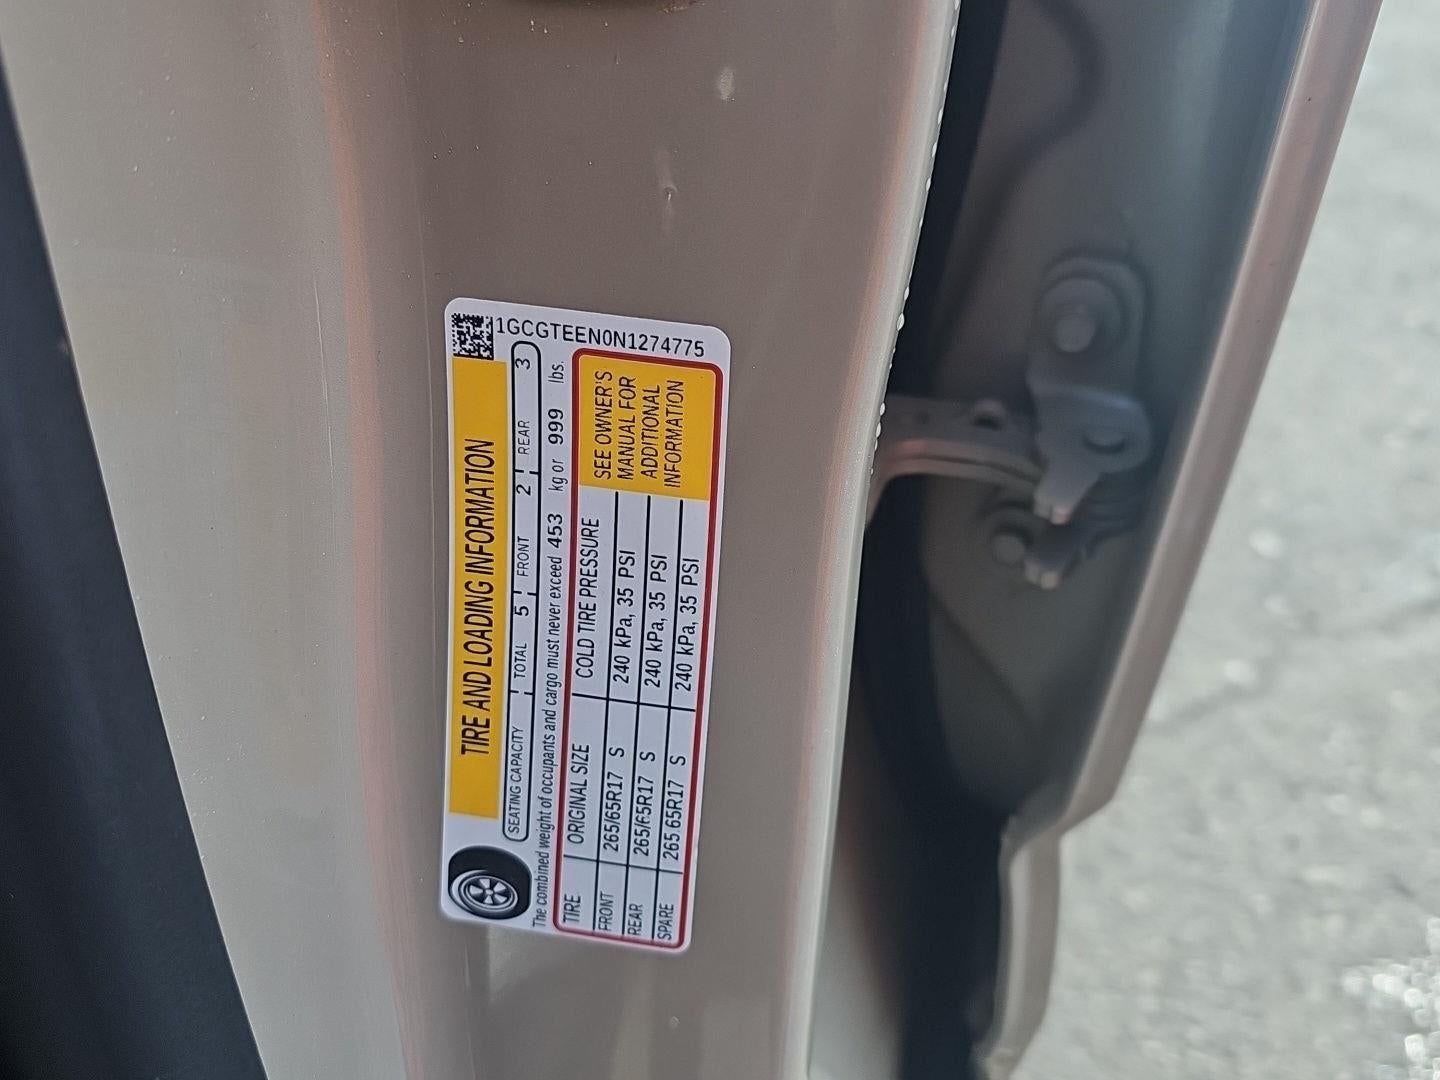 1GCGTEEN0N1274775
TIRE AND LOADING INFORMATION
SEATING CAPACITY TOTAL 5 FRONT 2 REAR 3
The combined weight of occupants and cargo must never exceed 453 kg or 999 lbs.
TIRE ORIGINAL SIZE COLD TIRE PRESSURE
FRONT 265/65R17 S 240 kPa, 35 PSI
REAR 265/65R17 S 240 kPa, 35 PSI
SPARE 265 65R17 S 240 kPa, 35 PSI
SEE OWNER'S
MANUAL FOR
ADDITIONAL
INFORMATION